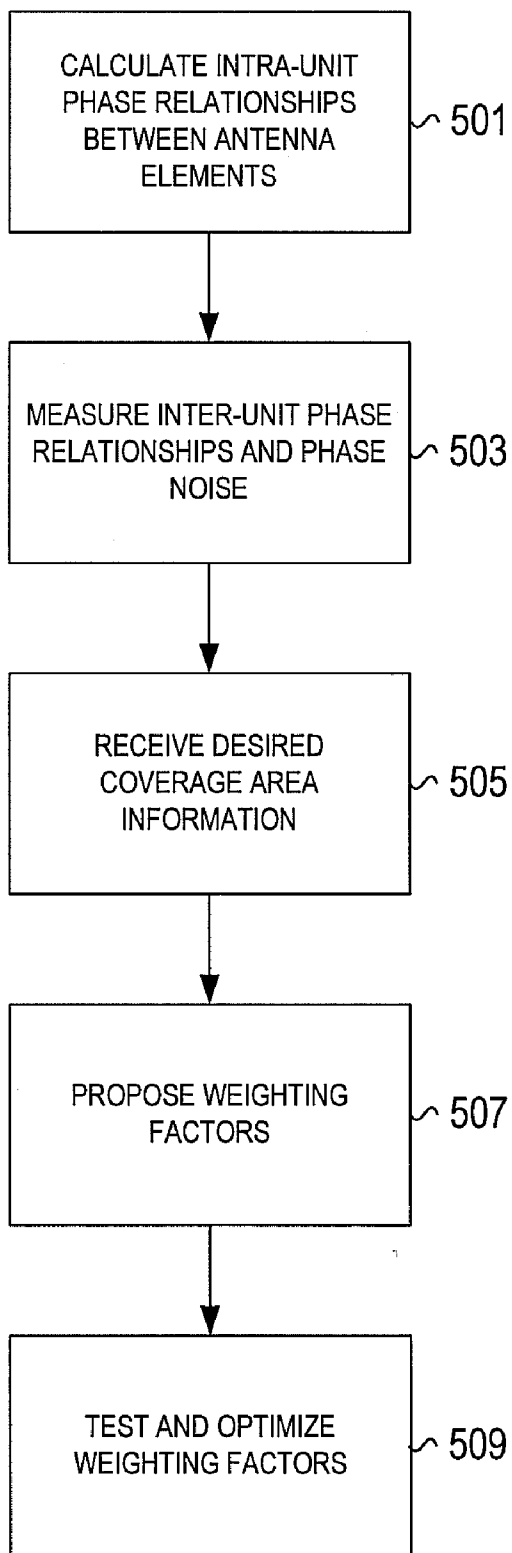 CALCULATE INTRA-UNIT
PHASE RELATIONSHIPS
BETWEEN ANTENNA
ELEMENTS
501
MEASURE INTER-UNIT PHASE
RELATIONSHIPS AND PHASE
NOISE
503
RECEIVE DESIRED
COVERAGE AREA
INFORMATION
505
PROPOSE WEIGHTING
FACTORS
507
TEST AND OPTIMIZE
WEIGHTING FACTORS
509